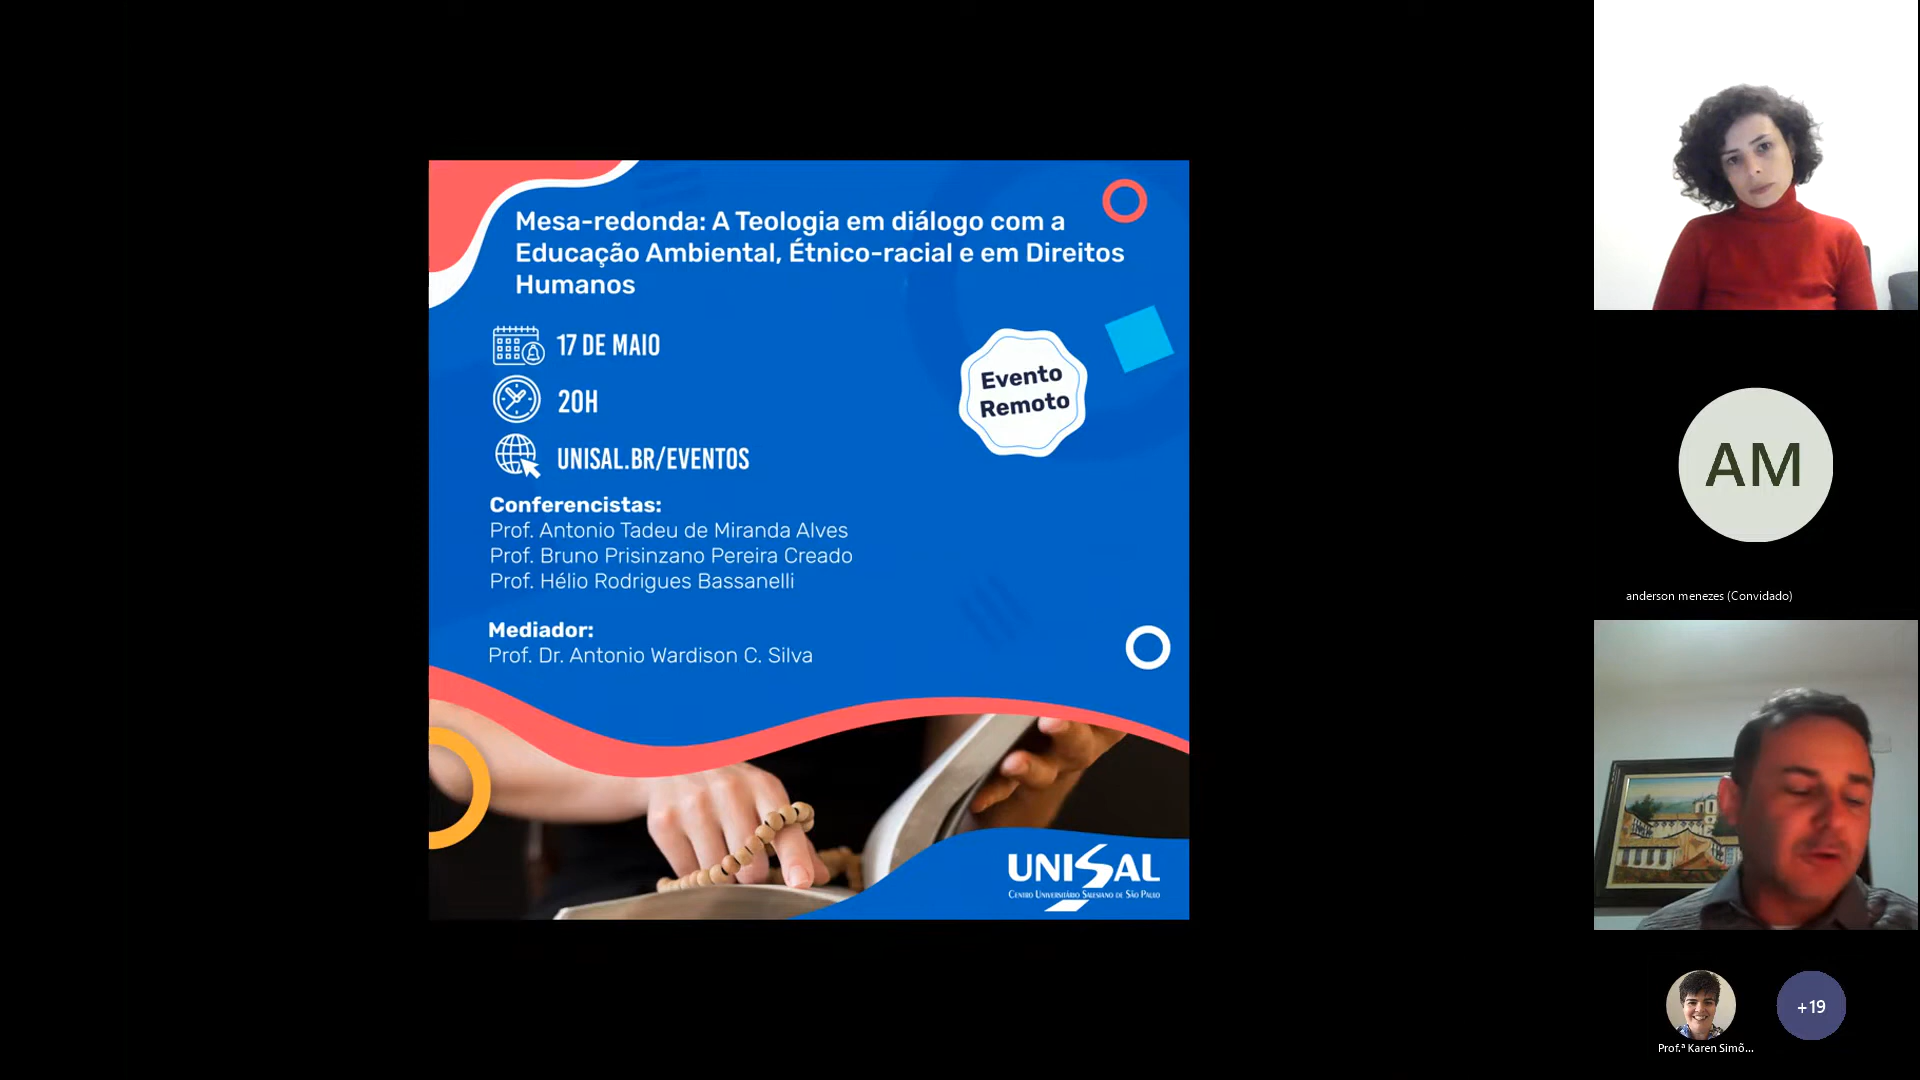 Mesa-redonda: A Teologia em diálogo com a
Educação Ambiental, Étnico-racial e em Direitos
Humanos
17 DE MAIO
20H
UNISAL.BR/EVENTOS
Evento
Remoto
Conferencistas:
Prof. Antonio Tadeu de Miranda Alves
Prof. Bruno Prisinzano Pereira Creado
Prof. Hélio Rodrigues Bassanelli
Mediador:
Prof. Dr. Antonio Wardison C. Silva
UNISAL
Centro Universitário Salesiano de São Paulo
AM
anderson menezes (Convidado)
Prof.ª Karen Simõ...
+19